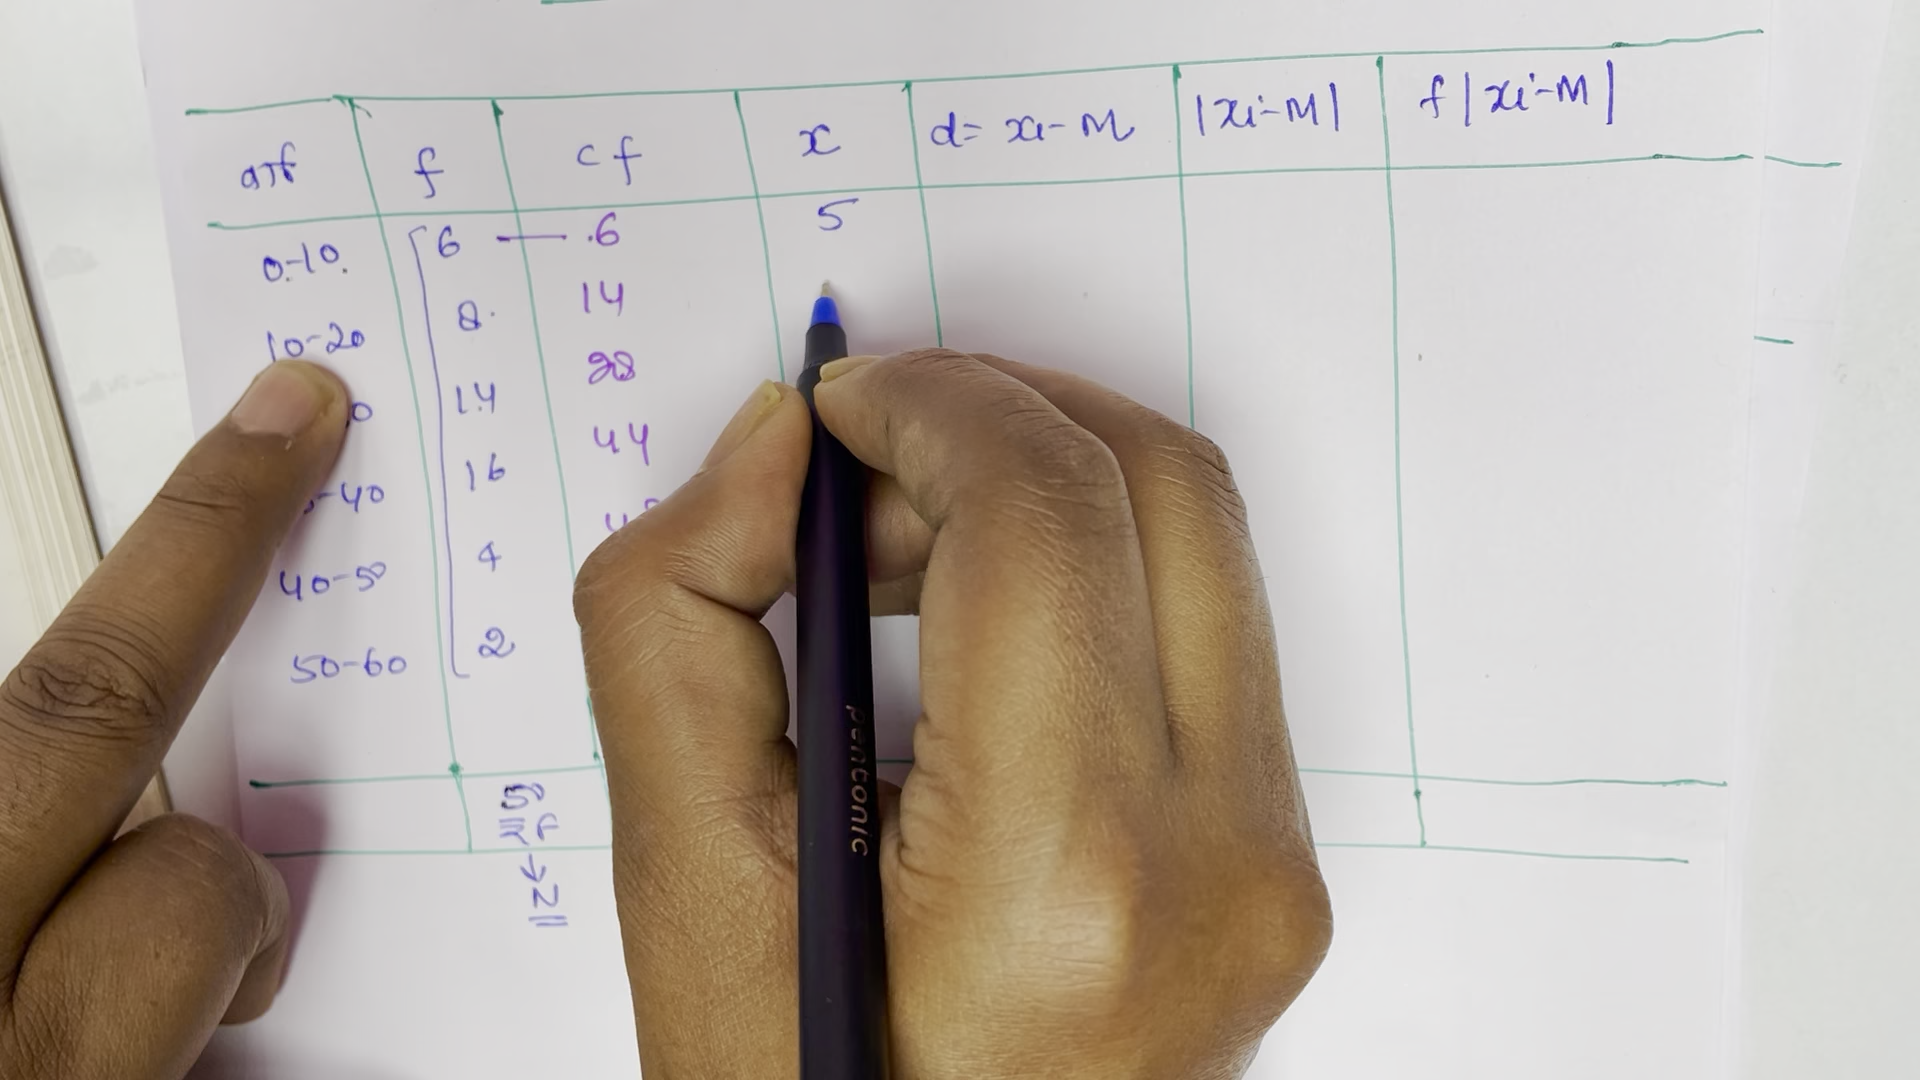 f cf x d= xi-M |xi-M| f|xi-M|
0-10 6 6 5
10-20 8 14
0 14 28
-40 16 44
40-50 4
50-60 2
50
Σf
N
pentonic